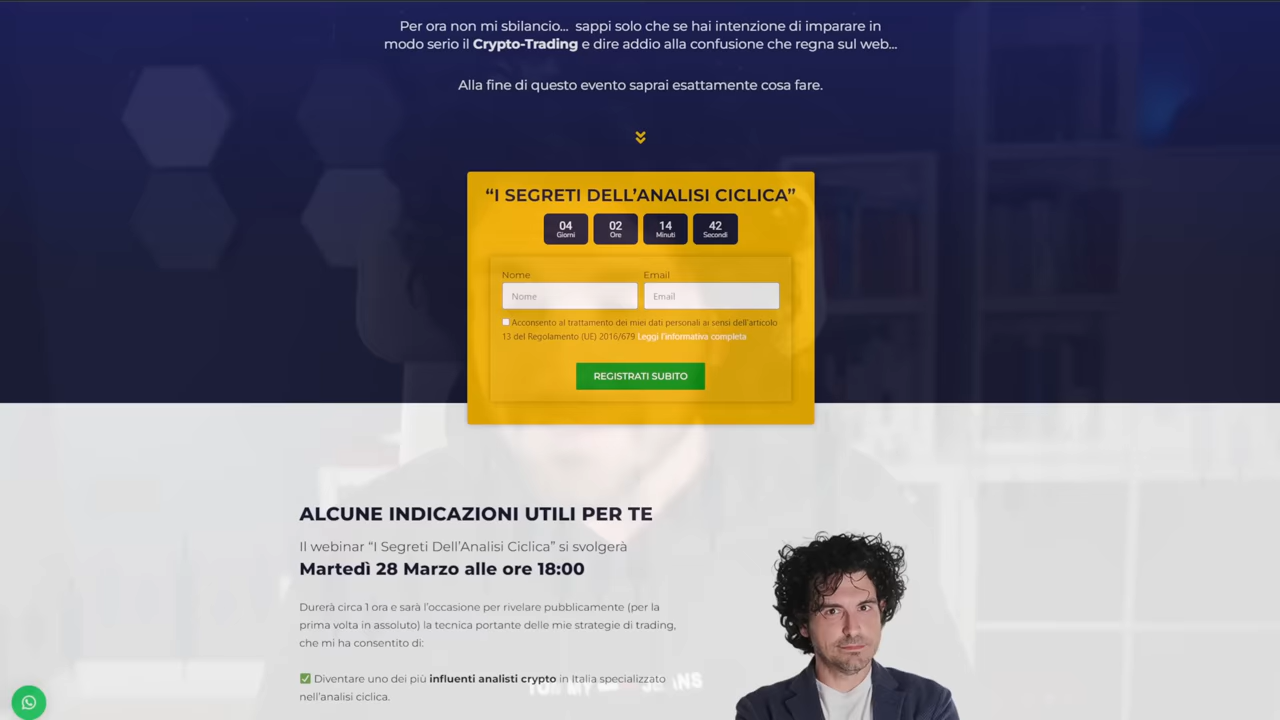 Per ora non mi sbilancio... sappi solo che se hai intenzione di imparare in
modo serio il Crypto-Trading e dire addio alla confusione che regna sul web...
Alla fine di questo evento saprai esattamente cosa fare.
“I SEGRETI DELL’ANALISI CICLICA”
04 02 14 42
Giorni Ore Minuti Secondi
Nome Email
Nome Email
Acconsento al trattamento dei miei dati personali ai sensi dell'articolo
13 del Regolamento (UE) 2016/679 Leggi l'informativa completa
REGISTRATI SUBITO
ALCUNE INDICAZIONI UTILI PER TE
Il webinar “I Segreti Dell’Analisi Ciclica” si svolgerà
Martedì 28 Marzo alle ore 18:00
Durerà circa 1 ora e sarà l’occasione per rivelare pubblicamente (per la
prima volta in assoluto) la tecnica portante delle mie strategie di trading,
che mi ha consentito di:
Diventare uno dei più influenti analisti crypto in Italia specializzato
nell’analisi ciclica.